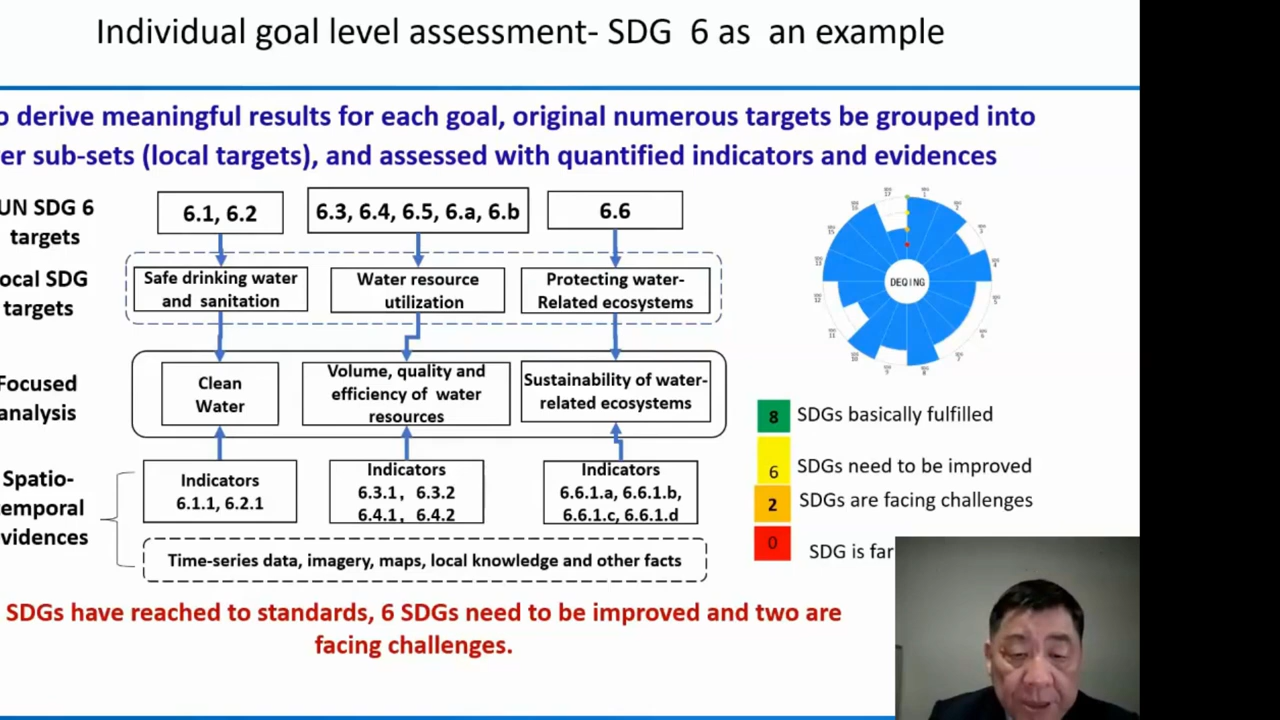 Individual goal level assessment- SDG 6 as an example
o derive meaningful results for each goal, original numerous targets be grouped into
er sub-sets (local targets), and assessed with quantified indicators and evidences
UN SDG 6
targets
6.1, 6.2
6.3, 6.4, 6.5, 6.a, 6.b
6.6
ocal SDG
targets
Safe drinking water
and sanitation
Water resource
utilization
Protecting water-
Related ecosystems
Focused
analysis
Clean
Water
Volume, quality and
efficiency of water
resources
Sustainability of water-
related ecosystems
Spatio-
temporal
vidences
Indicators
6.1.1, 6.2.1
Indicators
6.3.1, 6.3.2
6.4.1, 6.4.2
Indicators
6.6.1.a, 6.6.1.b,
6.6.1.c, 6.6.1.d
Time-series data, imagery, maps, local knowledge and other facts
DEQING
8 SDGs basically fulfilled
6 SDGs need to be improved
2 SDGs are facing challenges
0 SDG is far
SDGs have reached to standards, 6 SDGs need to be improved and two are
facing challenges.